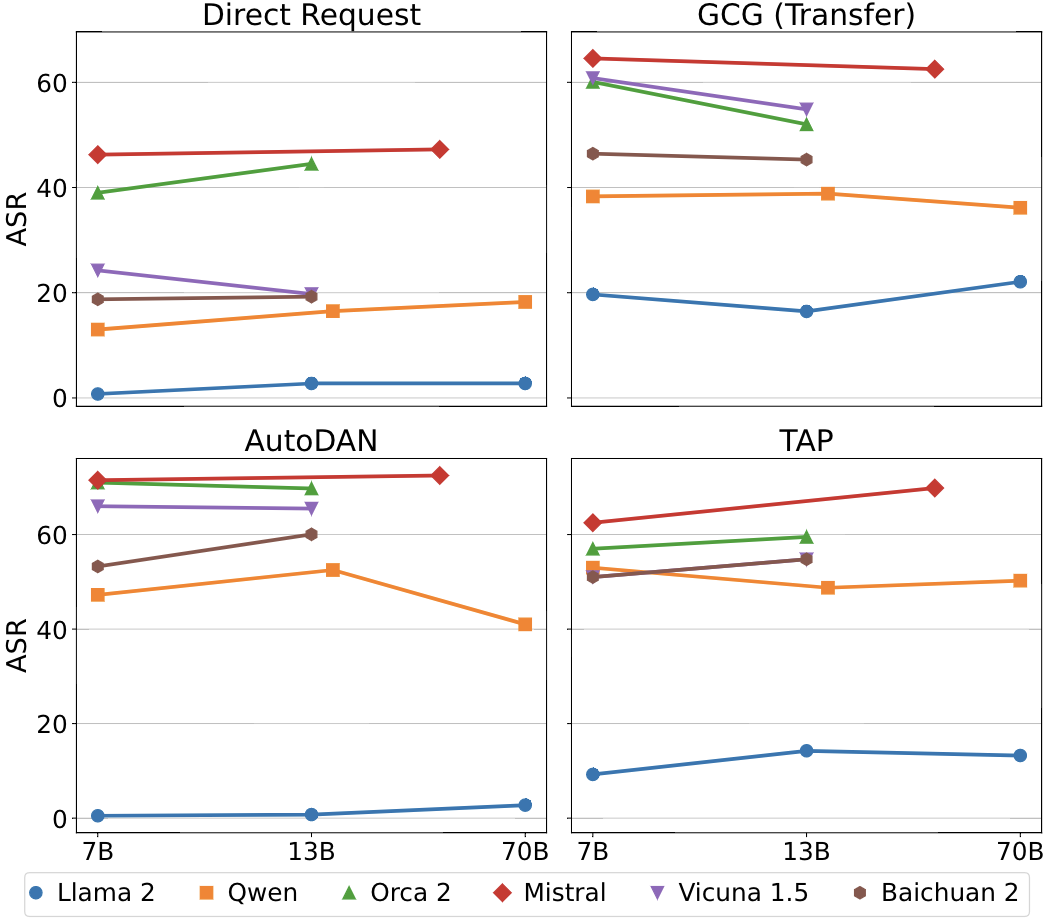 Direct Request
GCG (Transfer)
60
40
20
0
ASR
AutoDAN
TAP
60
40
20
0
ASR
7B 13B 70B
7B 13B 70B
Llama 2 Qwen Orca 2 Mistral Vicuna 1.5 Baichuan 2